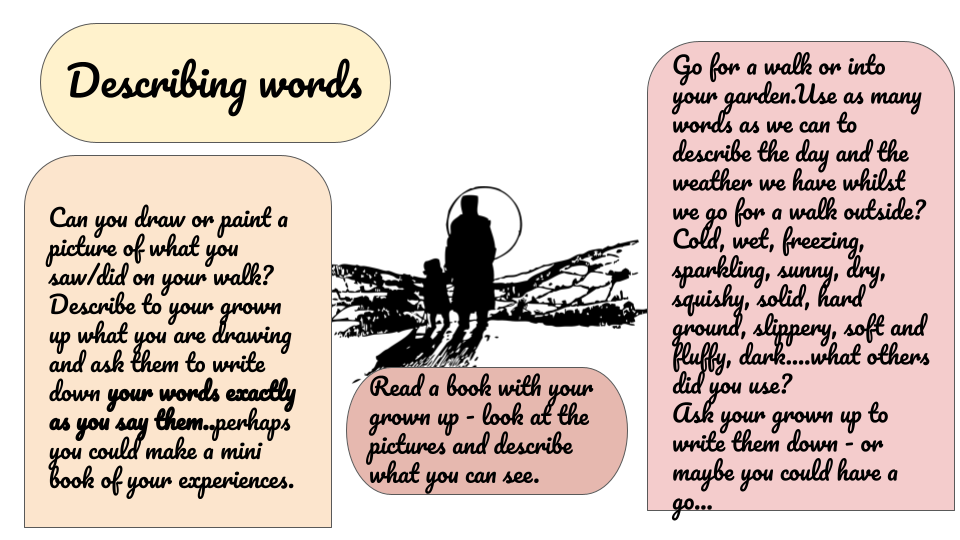 Describing words
Can you draw or paint a
picture of what you
saw/did on your walk?
Describe to your grown
up what you are drawing
and ask them to write
down your words exactly
as you say them..perhaps
you could make a mini
book of your experiences.
Read a book with your
grown up - look at the
pictures and describe
what you can see.
Go for a walk or into
your garden.Use as many
words as we can to
describe the day and the
weather we have whilst
we go for a walk outside?
Cold, wet, freezing,
sparkling, sunny, dry,
squishy, solid, hard
ground, slippery, soft and
fluffy, dark....what others
did you use?
Ask your grown up to
write them down - or
maybe you could have a
go...